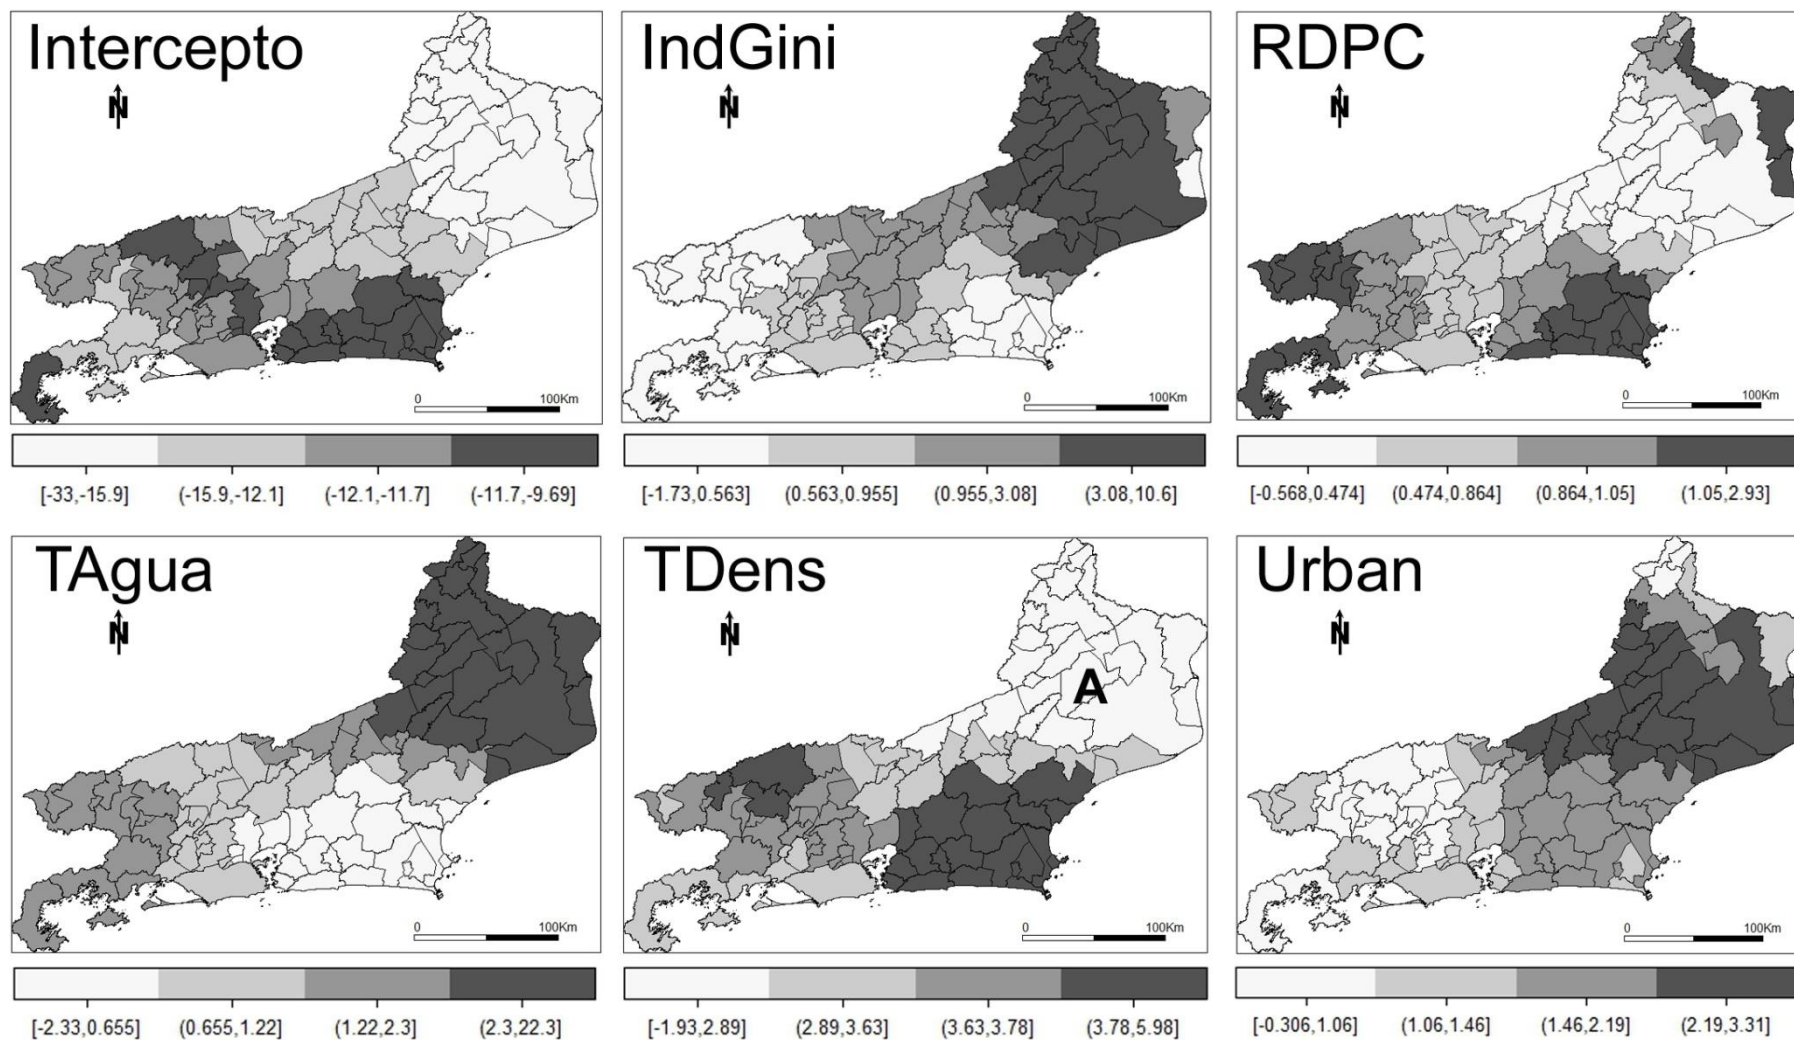 Intercepto
N
0 100Km
[-33,-15.9] (-15.9,-12.1] (-12.1,-11.7] (-11.7,-9.69]
IndGini
N
0 100Km
[-1.73,0.563] (0.563,0.955] (0.955,3.08] (3.08,10.6]
RDPC
N
0 100Km
[-0.568,0.474] (0.474,0.864] (0.864,1.05] (1.05,2.93]
TAgua
N
0 100Km
[-2.33,0.655] (0.655,1.22] (1.22,2.3] (2.3,22.3]
TDens
N
A
0 100Km
[-1.93,2.89] (2.89,3.63] (3.63,3.78] (3.78,5.98]
Urban
N
0 100Km
[-0.306,1.06] (1.06,1.46] (1.46,2.19] (2.19,3.31]